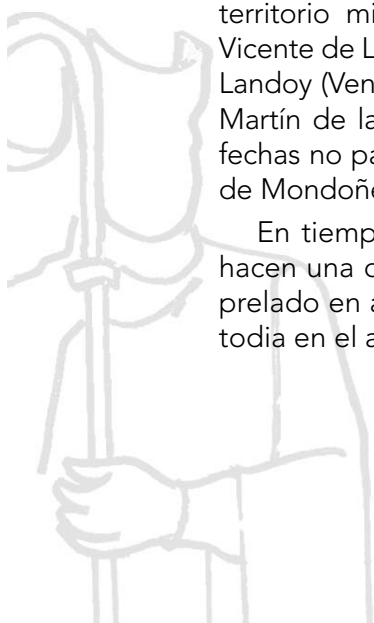 territorio mi
Vicente de L
Landoy (Ven
Martín de la
fechas no pa
de Mondoñe
En tiemp
hacen una c
prelado en a
todia en el a